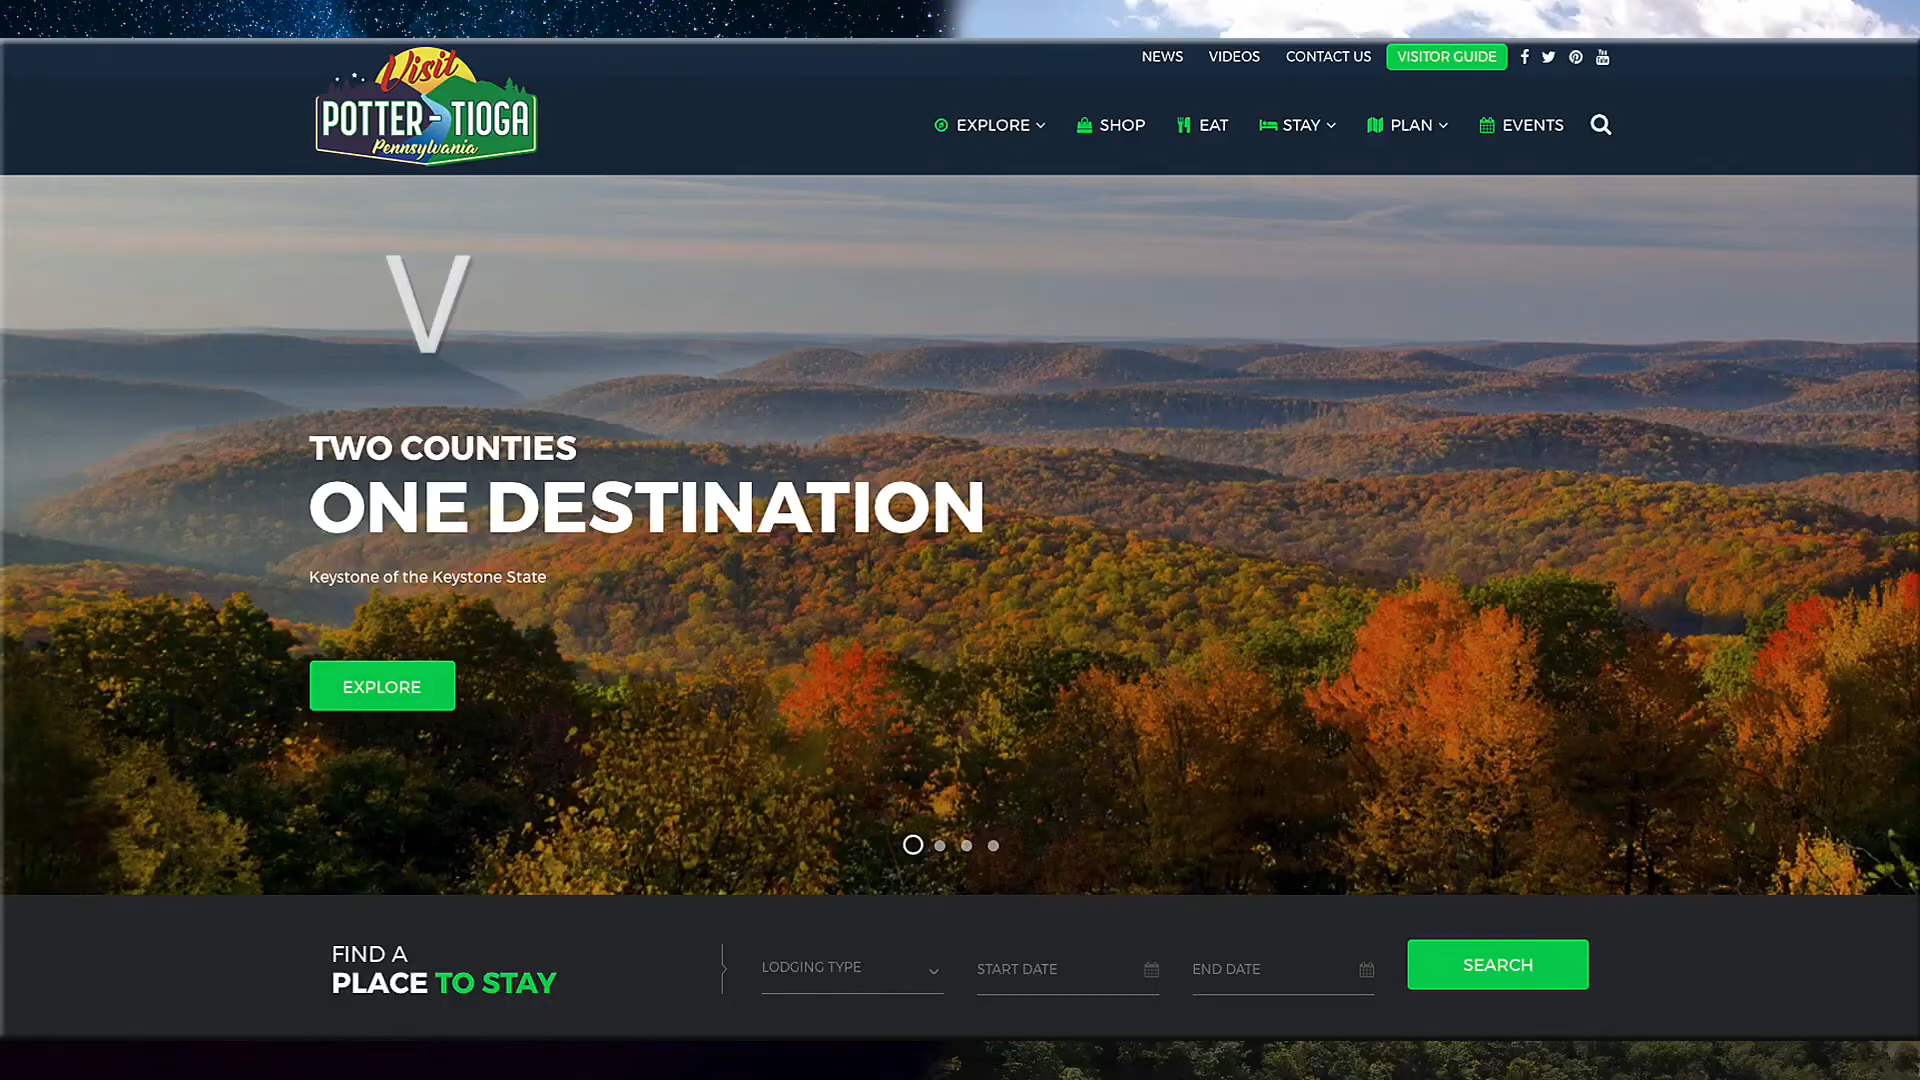 Visit
POTTER-TIOGA
Pennsylvania
NEWS VIDEOS CONTACT US VISITOR GUIDE
EXPLORE SHOP EAT STAY PLAN EVENTS
V
TWO COUNTIES
ONE DESTINATION
Keystone of the Keystone State
EXPLORE
FIND A
PLACE TO STAY
LODGING TYPE
START DATE
END DATE
SEARCH